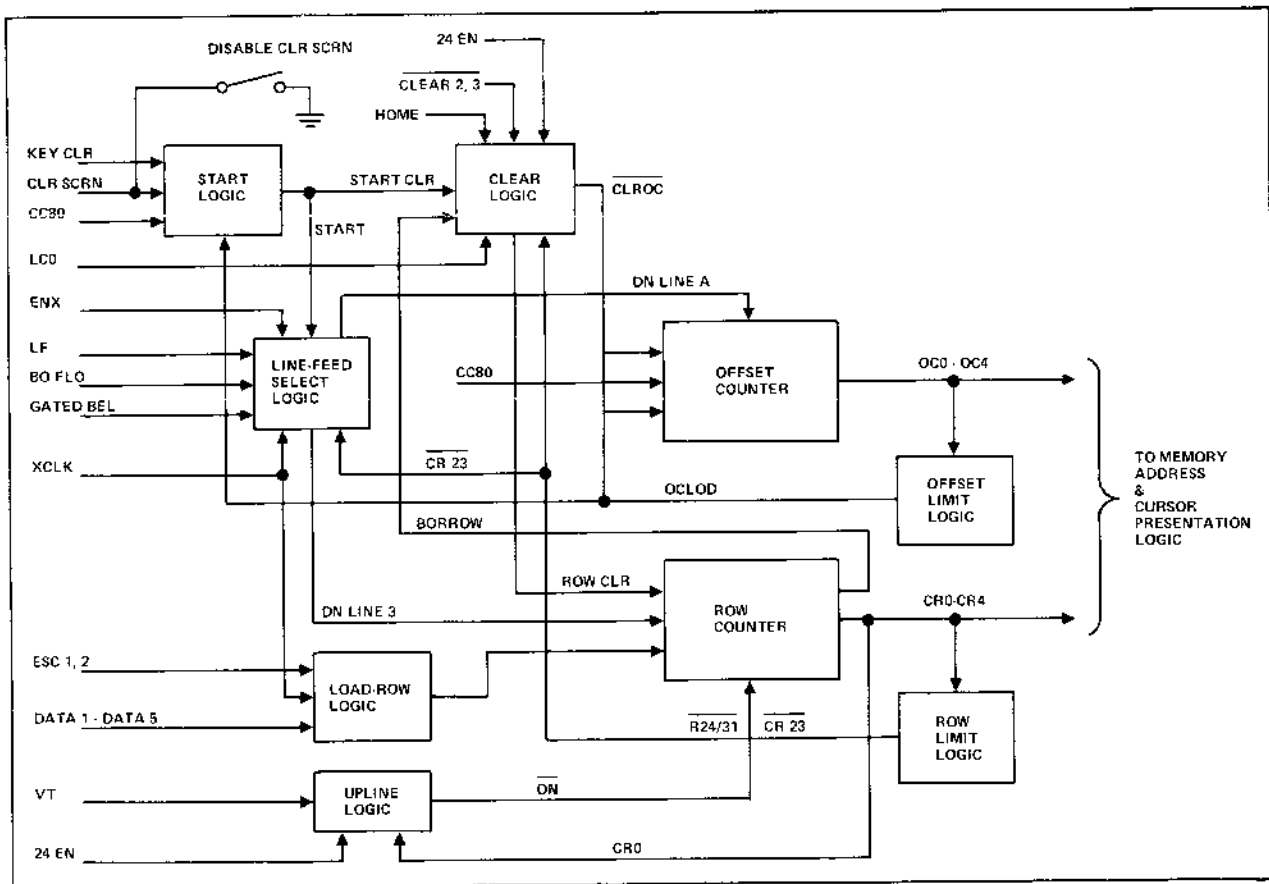 DISABLE CLR SCRN
24 EN
CLEAR 2, 3
HOME
KEY CLR
CLR SCRN
CC80
START
LOGIC
START CLR
CLEAR
LOGIC
CLROC
START
LC0
DN LINE A
ENX
LF
BO FLO
GATED BEL
LINE-FEED
SELECT
LOGIC
CC80
OFFSET
COUNTER
OC0 - OC4
XCLK
CR 23
OCLOD
OFFSET
LIMIT
LOGIC
TO MEMORY
ADDRESS
&
CURSOR
PRESENTATION
LOGIC
BORROW
ROW CLR
DN LINE 3
ROW
COUNTER
CR0-CR4
ESC 1, 2
DATA 1 - DATA 5
LOAD-ROW
LOGIC
R24/31
CR 23
ROW
LIMIT
LOGIC
VT
UPLINE
LOGIC
ON
24 EN
CR0